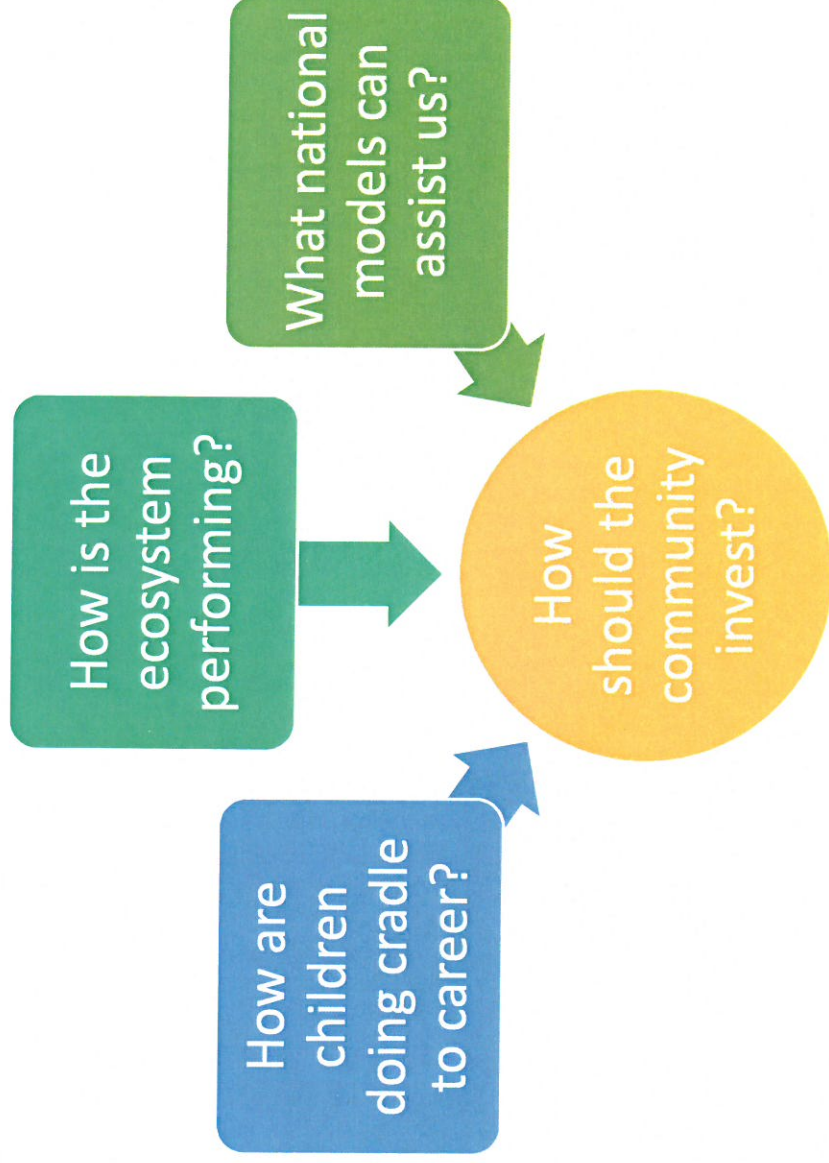 How are
children
doing cradle
to career?
How is the
ecosystem
performing?
What national
models can
assist us?
How
should the
community
invest?